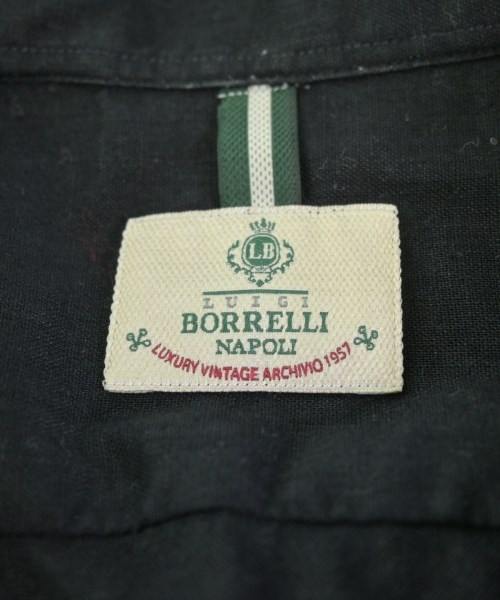 LB
LUIGI
BORRELLI
NAPOLI
LUXURY VINTAGE ARCHIVIO 1957